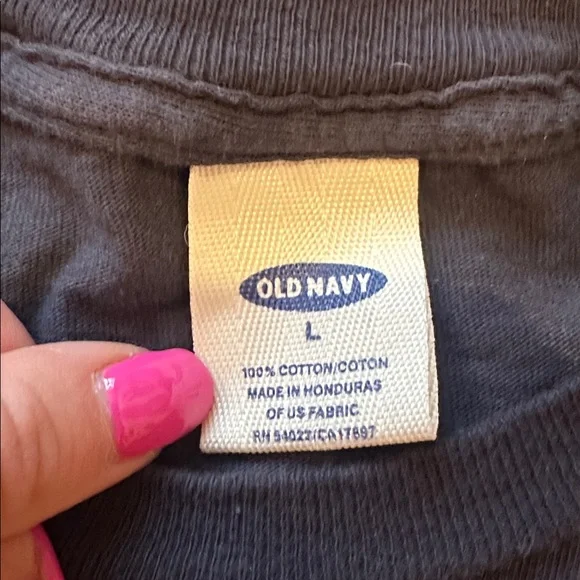 OLD NAVY
L
100% COTTON/COTON
MADE IN HONDURAS
OF US FABRIC
RN 54023/CA17897